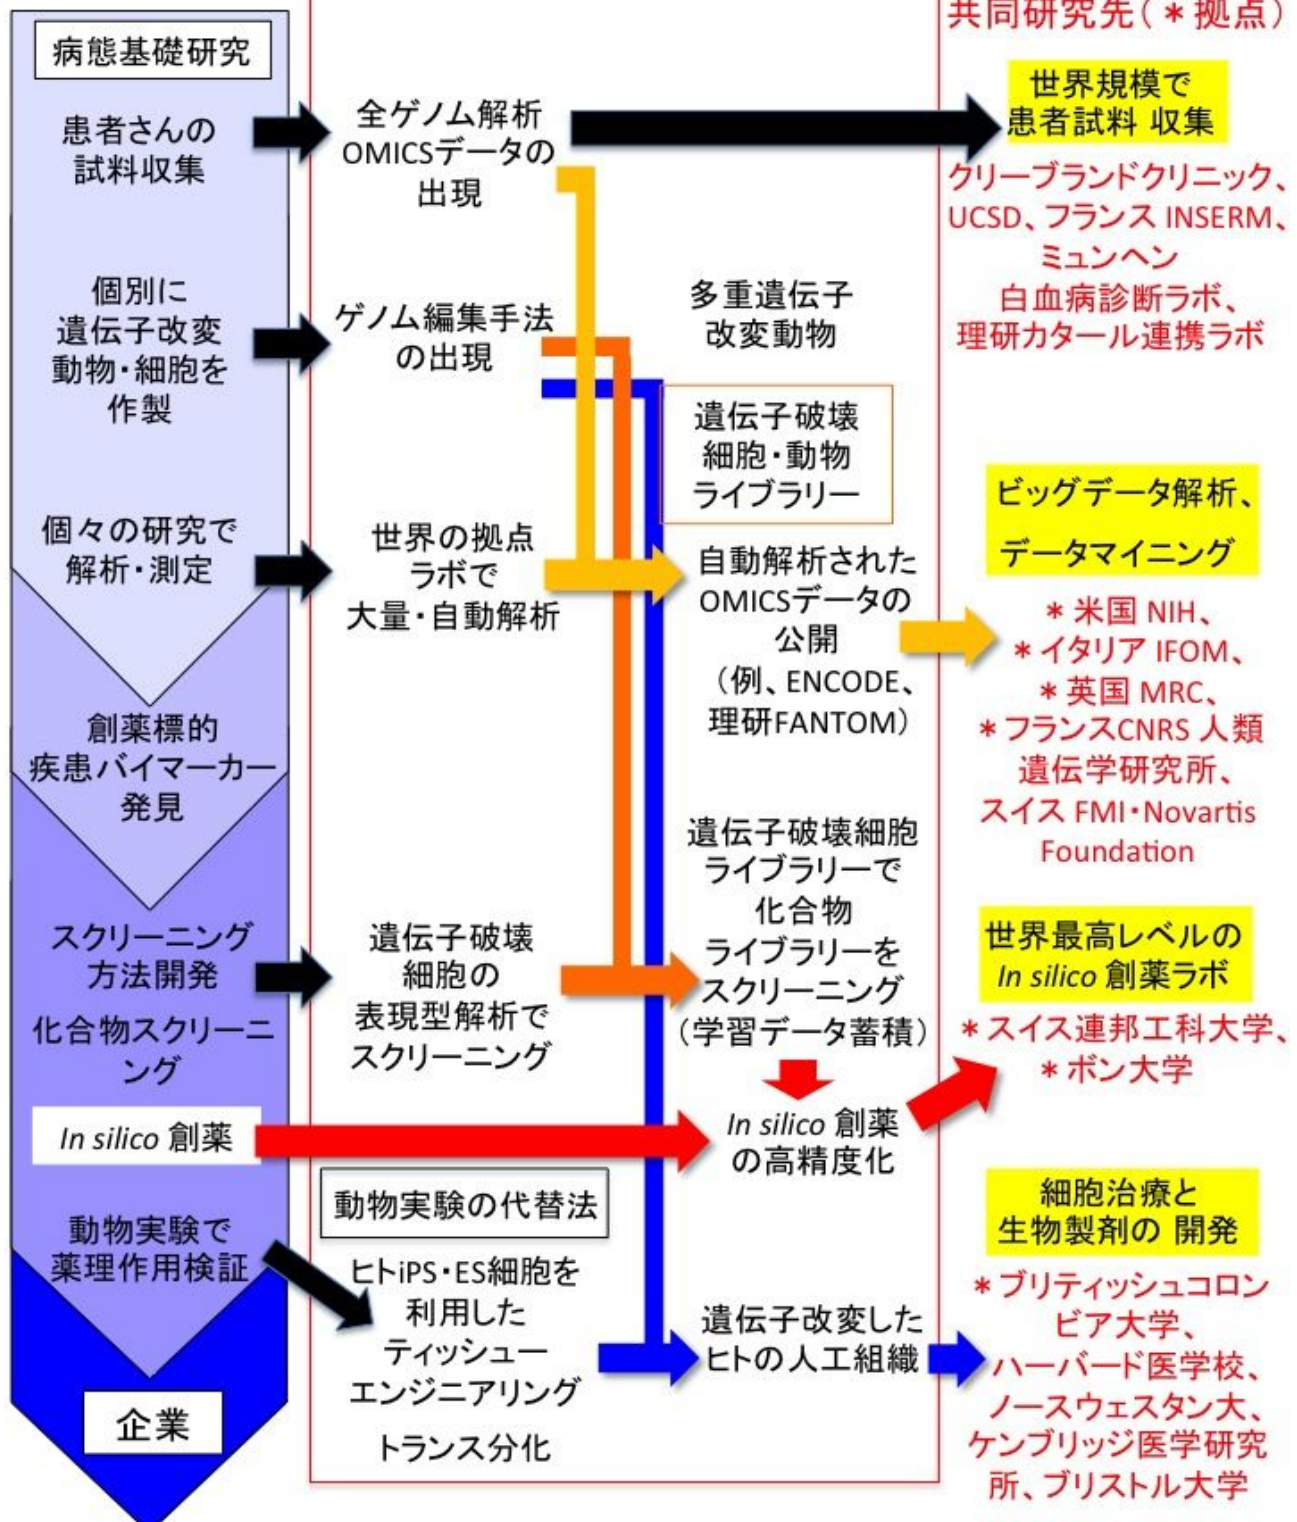 共同研究先(＊拠点)
病態基礎研究
患者さんの
試料収集
個別に
遺伝子改変
動物・細胞を
作製
個々の研究で
解析・測定
創薬標的
疾患バイマーカー
発見
スクリーニング
方法開発
化合物スクリーニ
ング
In silico 創薬
動物実験で
薬理作用検証
企業
全ゲノム解析
OMICSデータの
出現
ゲノム編集手法
の出現
世界の拠点
ラボで
大量・自動解析
遺伝子破壊
細胞の
表現型解析で
スクリーニング
動物実験の代替法
ヒトiPS・ES細胞を
利用した
ティッシュー
エンジニアリング
トランス分化
多重遺伝子
改変動物
遺伝子破壊
細胞・動物
ライブラリー
自動解析された
OMICSデータの
公開
(例、ENCODE、
理研FANTOM)
遺伝子破壊細胞
ライブラリーで
化合物
ライブラリーを
スクリーニング
(学習データ蓄積)
In silico 創薬
の高精度化
遺伝子改変した
ヒトの人工組織
世界規模で
患者試料 収集
クリーブランドクリニック、
UCSD、フランス INSERM、
ミュンヘン
白血病診断ラボ、
理研カタール連携ラボ
ビッグデータ解析、
データマイニング
＊米国 NIH、
＊イタリア IFOM、
＊英国 MRC、
＊フランスCNRS 人類
遺伝学研究所、
スイス FMI・Novartis
Foundation
世界最高レベルの
In silico 創薬ラボ
＊スイス連邦工科大学、
＊ボン大学
細胞治療と
生物製剤の 開発
＊ブリティッシュコロン
ビア大学、
ハーバード医学校、
ノースウェスタン大、
ケンブリッジ医学研究
所、ブリストル大学